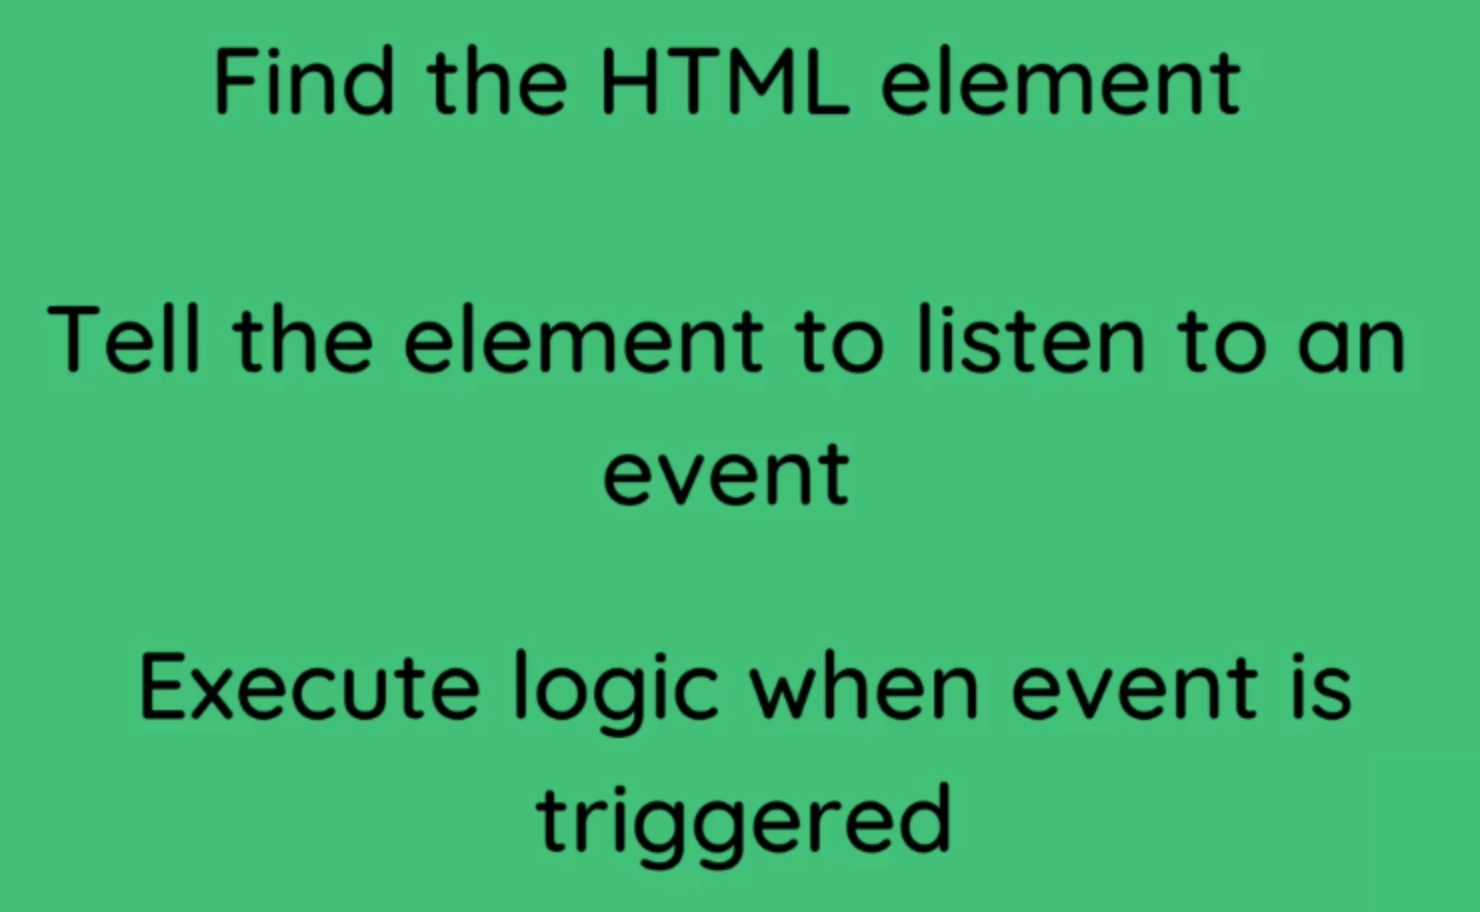 Find the HTML element
Tell the element to listen to an
event
Execute logic when event is
triggered